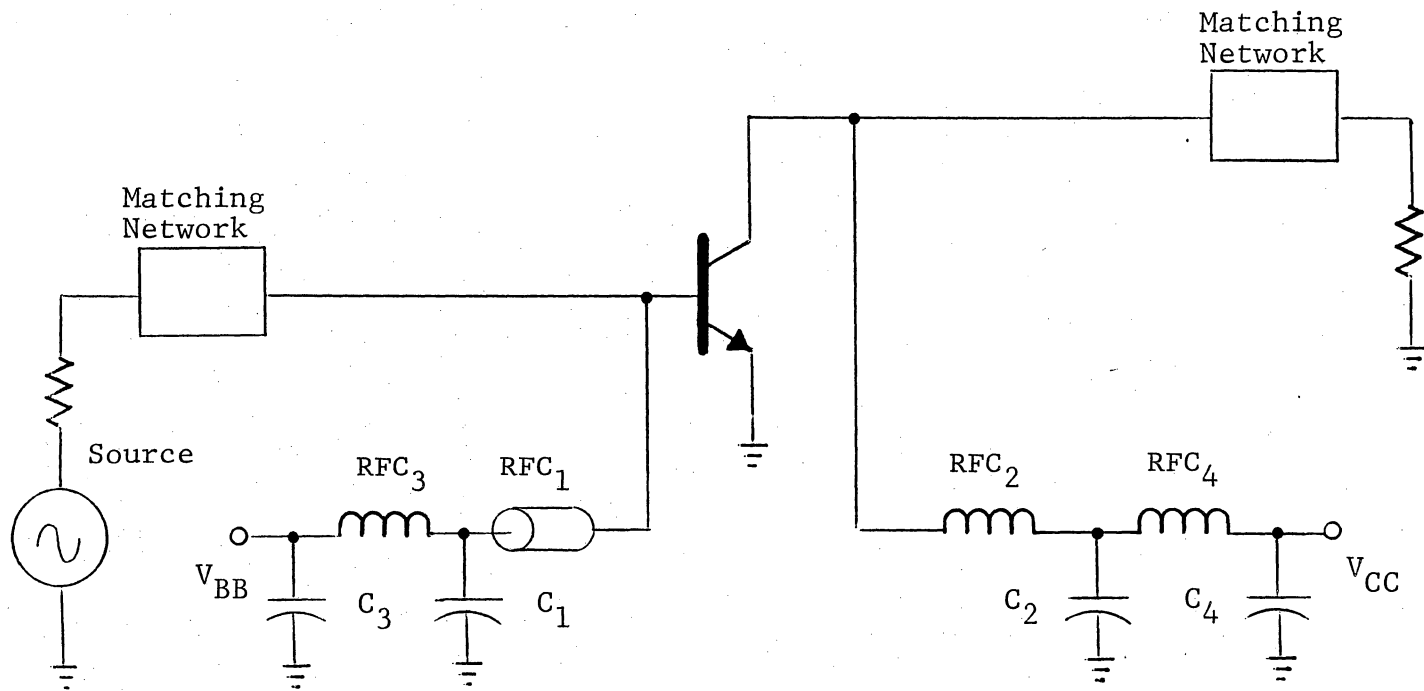 Matching
Network
Matching
Network
Source
RFC3
RFC1
RFC2
RFC4
VBB
C3
C1
C2
C4
VCC